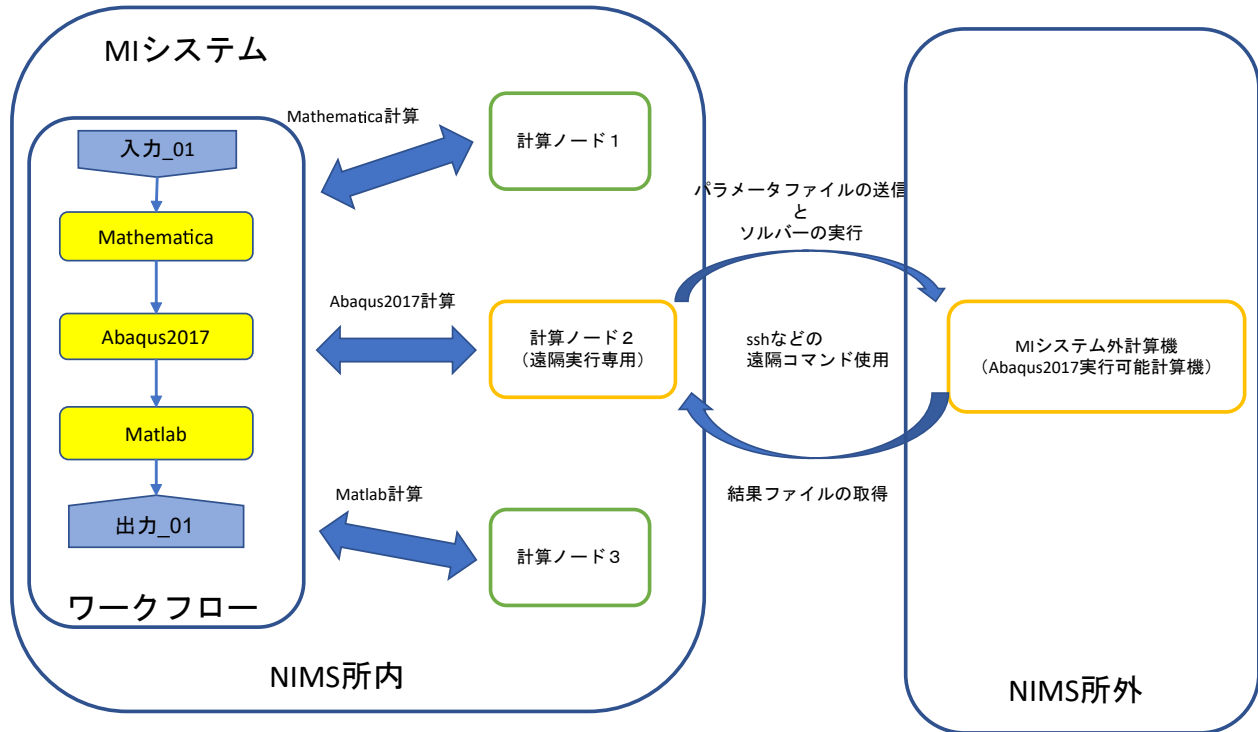 MIシステム
入力_01
Mathematica
Abaqus2017
Matlab
出力_01
ワークフロー
Mathematica計算
Abaqus2017計算
Matlab計算
計算ノード１
計算ノード２
（遠隔実行専用）
計算ノード３
NIMS所内
パラメータファイルの送信
と
ソルバーの実行
sshなどの
遠隔コマンド使用
結果ファイルの取得
MIシステム外計算機
（Abaqus2017実行可能計算機）
NIMS所外